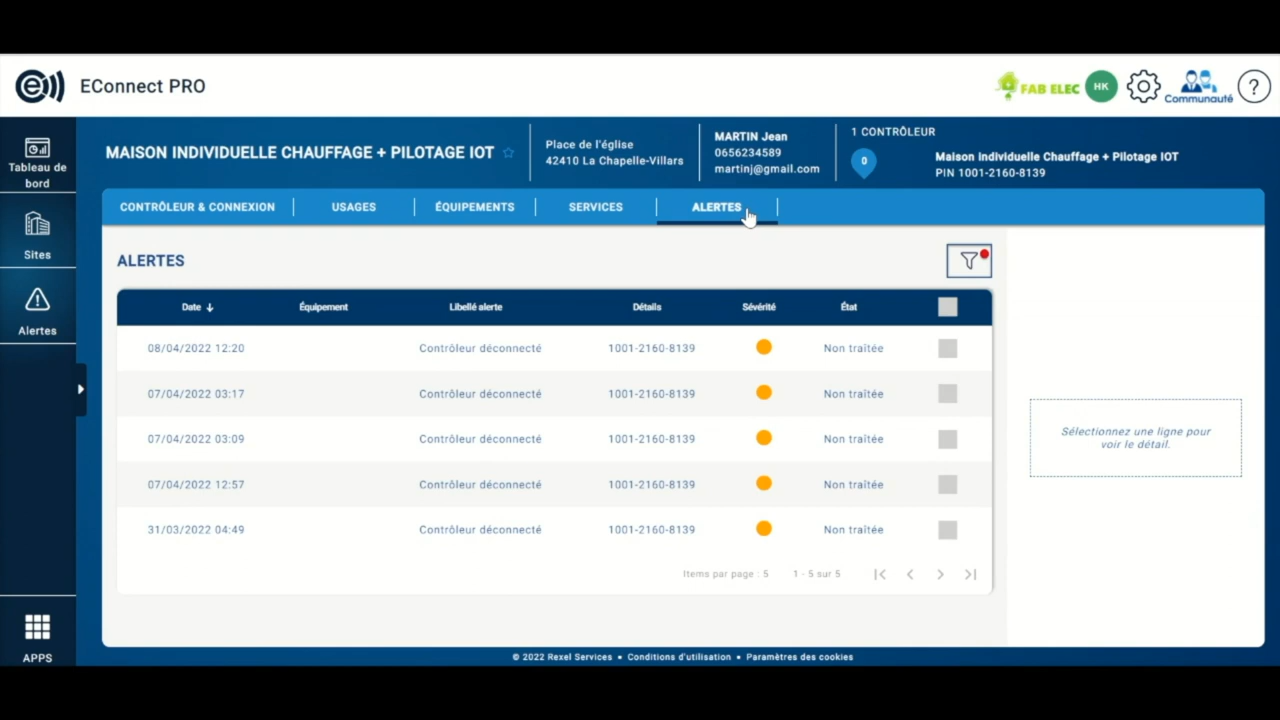 EConnect PRO
FAB ELEC
HK
Communauté
?
Tableau de
bord
Sites
Alertes
APPS
MAISON INDIVIDUELLE CHAUFFAGE + PILOTAGE IOT
Place de l'église
42410 La Chapelle-Villars
MARTIN Jean
0656234589
martinj@gmail.com
1 CONTRÔLEUR
0
Maison individuelle Chauffage + Pilotage IOT
PIN 1001-2160-8139
CONTRÔLEUR & CONNEXION
USAGES
ÉQUIPEMENTS
SERVICES
ALERTES
ALERTES
Date Équipement Libellé alerte Détails Sévérité État
08/04/2022 12:20 Contrôleur déconnecté 1001-2160-8139 Non traîtée
07/04/2022 03:17 Contrôleur déconnecté 1001-2160-8139 Non traîtée
07/04/2022 03:09 Contrôleur déconnecté 1001-2160-8139 Non traîtée
07/04/2022 12:57 Contrôleur déconnecté 1001-2160-8139 Non traîtée
31/03/2022 04:49 Contrôleur déconnecté 1001-2160-8139 Non traîtée
Items par page : 5 1 - 5 sur 5
Sélectionnez une ligne pour
voir le détail.
© 2022 Rexel Services • Conditions d'utilisation • Paramètres des cookies